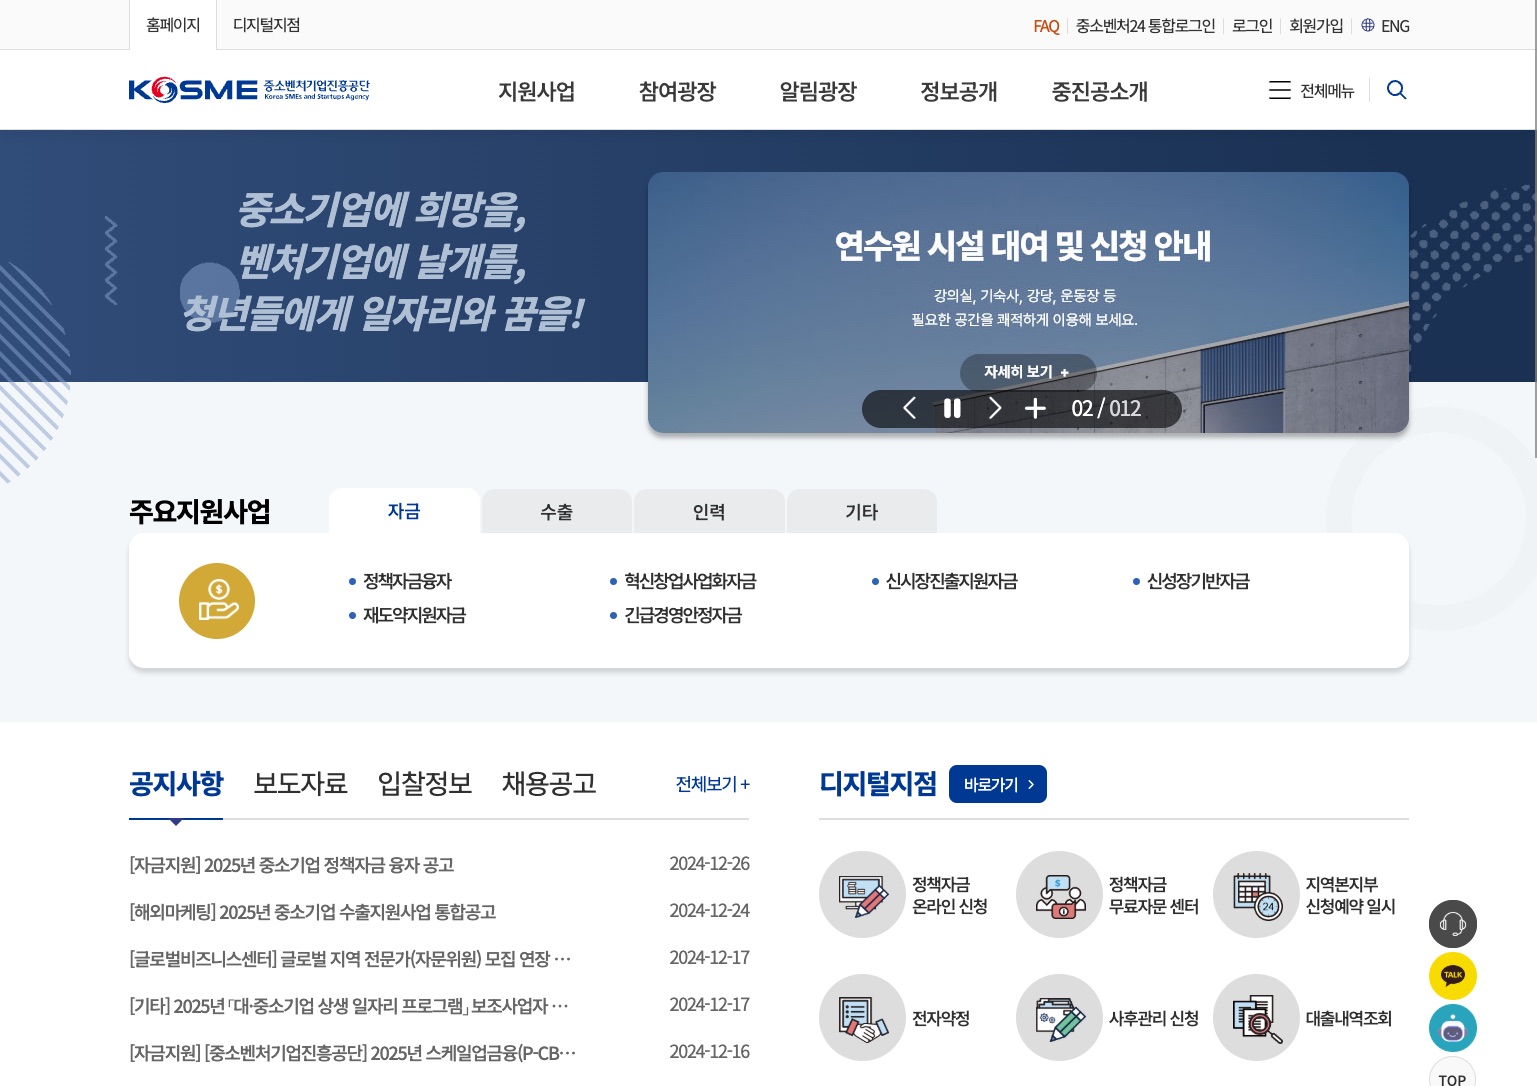 홈페이지
디지털지점
FAQ
중소벤처24 통합로그인
로그인
회원가입
ENG
KOSME 중소벤처기업진흥공단
Korea SMEs and Startups Agency
지원사업
참여광장
알림광장
정보공개
중진공소개
전체메뉴
중소기업에 희망을,
벤처기업에 날개를,
청년들에게 일자리와 꿈을!
연수원 시설 대여 및 신청 안내
강의실, 기숙사, 강당, 운동장 등
필요한 공간을 쾌적하게 이용해 보세요.
자세히 보기 +
02 / 012
주요지원사업
자금
수출
인력
기타
정책자금융자
혁신창업사업화자금
신시장진출지원자금
신성장기반자금
재도약지원자금
긴급경영안정자금
공지사항
보도자료
입찰정보
채용공고
전체보기 +
[자금지원] 2025년 중소기업 정책자금 융자 공고
2024-12-26
[해외마케팅] 2025년 중소기업 수출지원사업 통합공고
2024-12-24
[글로벌비즈니스센터] 글로벌 지역 전문가(자문위원) 모집 연장 …
2024-12-17
[기타] 2025년 ｢대·중소기업 상생 일자리 프로그램｣ 보조사업자 …
2024-12-17
[자금지원] [중소벤처기업진흥공단] 2025년 스케일업금융(P-CB…
2024-12-16
디지털지점
바로가기
정책자금
온라인 신청
정책자금
무료자문 센터
24
지역본지부
신청예약 일시
전자약정
사후관리 신청
대출내역조회
TALK
TOP